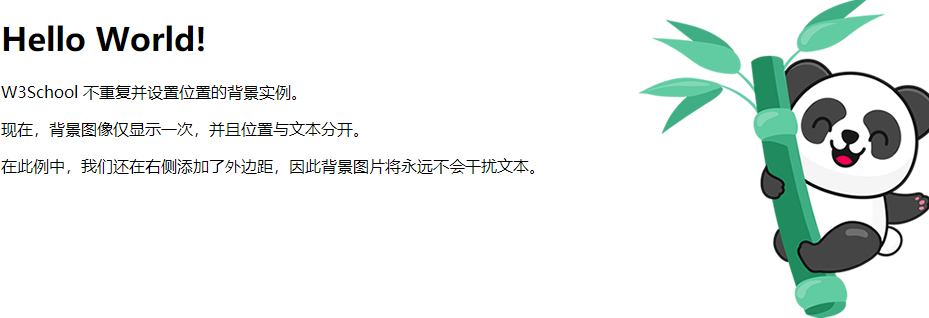 Hello World!
W3School 不重复并设置位置的背景实例。
现在，背景图像仅显示一次，并且位置与文本分开。
在此例中，我们还在右侧添加了外边距，因此背景图片将永远不会干扰文本。